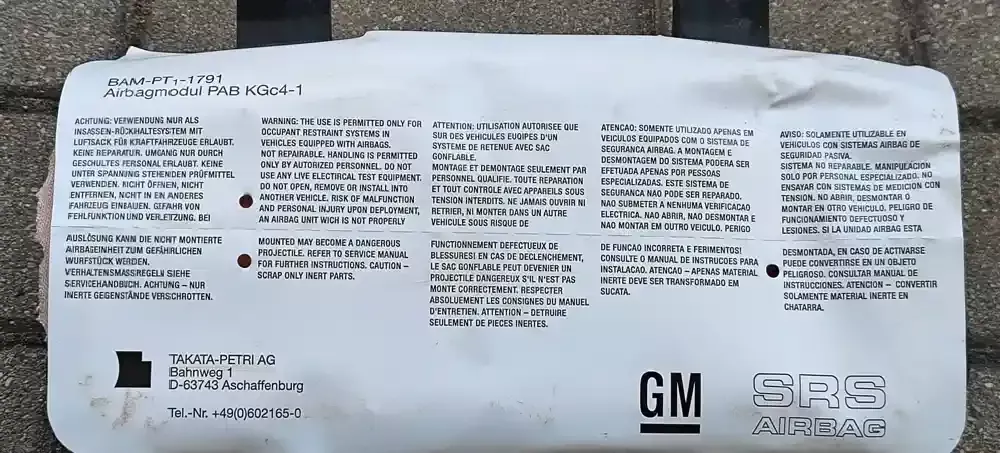 BAM-PT1-1791
Airbagmodul PAB KGc4-1
ACHTUNG: VERWENDUNG NUR ALS
INSASSEN-RÜCKHALTESYSTEM MIT
LUFTSACK FÜR KRAFTFAHRZEUGE ERLAUBT.
KEINE REPARATUR. UMGANG NUR DURCH
GESCHULTES PERSONAL ERLAUBT. KEINE
UNTER SPANNUNG STEHENDEN PRÜFMITTEL
VERWENDEN. NICHT ÖFFNEN, NICHT
ENTFERNEN, NICHT IN EIN ANDERES
FAHRZEUG EINBAUEN. GEFAHR VON
FEHLFUNKTION UND VERLETZUNG. BEI
AUSLÖSUNG KANN DIE NICHT MONTIERTE
AIRBAGEINHEIT ZUM GEFÄHRLICHEN
WURFSTÜCK WERDEN.
VERHALTENSMASSREGELN SIEHE
SERVICEHANDBUCH. ACHTUNG – NUR
INERTE GEGENSTÄNDE VERSCHROTTEN.
WARNING: THE USE IS PERMITTED ONLY FOR
OCCUPANT RESTRAINT SYSTEMS IN
VEHICLES EQUIPPED WITH AIRBAGS.
NOT REPAIRABLE. HANDLING IS PERMITTED
ONLY BY AUTHORIZED PERSONNEL. DO NOT
USE ANY LIVE ELECTIRCAL TEST EQUIPMENT.
DO NOT OPEN, REMOVE OR INSTALL INTO
ANOTHER VEHICLE. RISK OF MALFUNCTION
AND PERSONAL INJURY UPON DEPLOYMENT,
AN AIRBAG UNIT WICH IS NOT PROPERLY
MOUNTED MAY BECOME A DANGEROUS
PROJECTILE. REFER TO SERVICE MANUAL
FOR FURTHER INSTRUCTIONS. CAUTION –
SCRAP ONLY INERT PARTS.
ATTENTION: UTILISATION AUTORISEE QUE
SUR DES VEHICULES EUQIPES D'UN
SYSTEME DE RETENUE AVEC SAC
GONFLABLE.
MONTAGE ET DEMONTAGE SEULEMENT PAR
PERSONNEL QUALIFIE. TOUTE REPARATION
ET TOUT CONTROLE AVEC APPAREILS SOUS
TENSION INTERDITS. NE JAMAIS OUVRIR NI
RETRIER, NI MONTER DANS UN AUTRE
VEHICULE SOUS RISQUE DE
FUNCTIONNEMENT DEFECTUEUX DE
BLESSURES! EN CAS DE DECLENCHEMENT,
LE SAC GONFLABLE PEUT DEVENIER UN
PROJECTILE DANGEREUX S'IL N'EST PAS
MONTE CORRECTEMENT. RESPECTER
ABSOLUEMENT LES CONSIGNES DU MANUEL
D'ENTRETIEN. ATTENTION – DETRUIRE
SEULEMENT DE PIECES INERTES.
ATENCAO: SOMENTE UTILIZADO APENAS EM
VEICULOS EQUIPADOS COM O SISTEMA DE
SEGURANCA AIRBAG. A MONTAGEM E
DESMONTAGEM DO SISTEMA PODERA SER
EFETUADA APENAS POR PESSOAS
ESPECIALIZADAS. ESTE SISTEMA DE
SEGURANCA NAO PODE SER REPARADO.
NAO SUBMETER A NENHUMA VERIFICACAO
ELECTRICA. NAO ABRIR, NAO DESMONTAR E
NAO MONTAR EM OUTRO VEICULO. PERIGO
DE FUNCAO INCORRETA E FERIMENTOS!
CONSULTE O MANUAL DE INSTRUCOES PARA
INSTALACAO. ATENCAO – APENAS MATERIAL
INERTE DEVE SER TRANSFORMADO EM
SUCATA.
AVISO: SOLAMENTE UTILIZABLE EN
VEHICULOS CON SISTEMAS AIRBAG DE
SEGURIDAD PASIVA.
SISTEMA NO REPARABLE. MANIPULACION
SOLO POR PERSONAL ESPECIALIZADO. NO
ENSAYAR CON SISTEMAS DE MEDICION CON
TENSION. NO ABRIR, DESMONTAR O
MONTAR EN OTRO VEHICULO. PELIGRO DE
FUNCIONAMIENTO DEFECTUOSO Y
LESIONES. SI LA UNIDAD AIRBAG ESTA
DESMONTADA, EN CASO DE ACTIVARSE
PUEDE CONVERTIRSE EN UN OBJETO
PELIGROSO. CONSULTAR MANUAL DE
INSTRUCCIONES. ATENCION – CONVERTIR
SOLAMENTE MATERIAL INERTE EN
CHATARRA.
TAKATA-PETRI AG
Bahnweg 1
D-63743 Aschaffenburg
Tel.-Nr. +49(0)602165-0
GM
SRS
AIRBAG